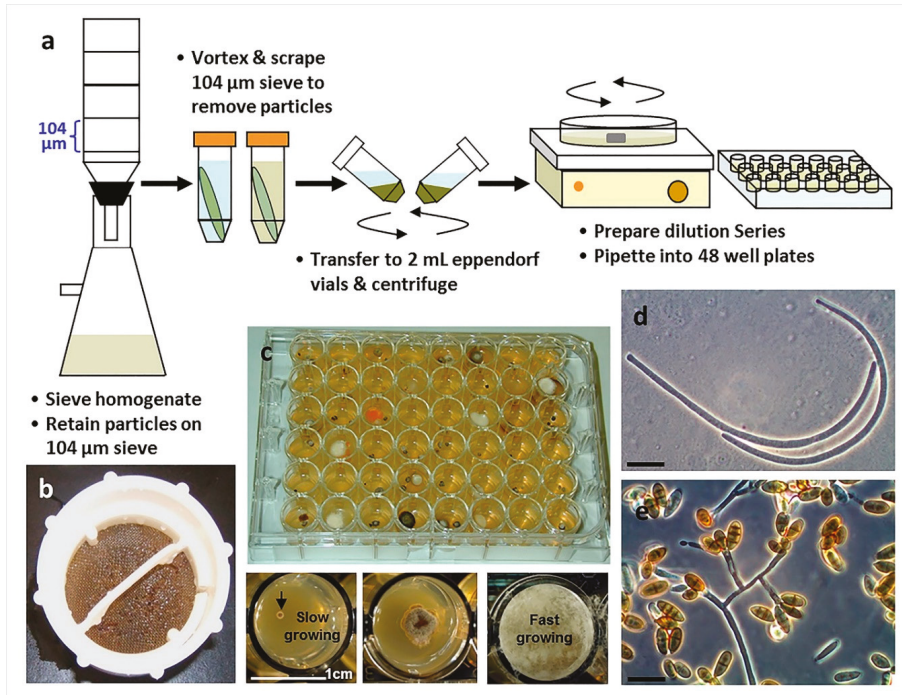 a
104
µm
• Vortex & scrape
104 µm sieve to
remove particles
• Transfer to 2 mL eppendorf
vials & centrifuge
• Prepare dilution Series
• Pipette into 48 well plates
• Sieve homogenate
• Retain particles on
104 µm sieve
b
c
d
e
Slow
growing
1cm
Fast
growing